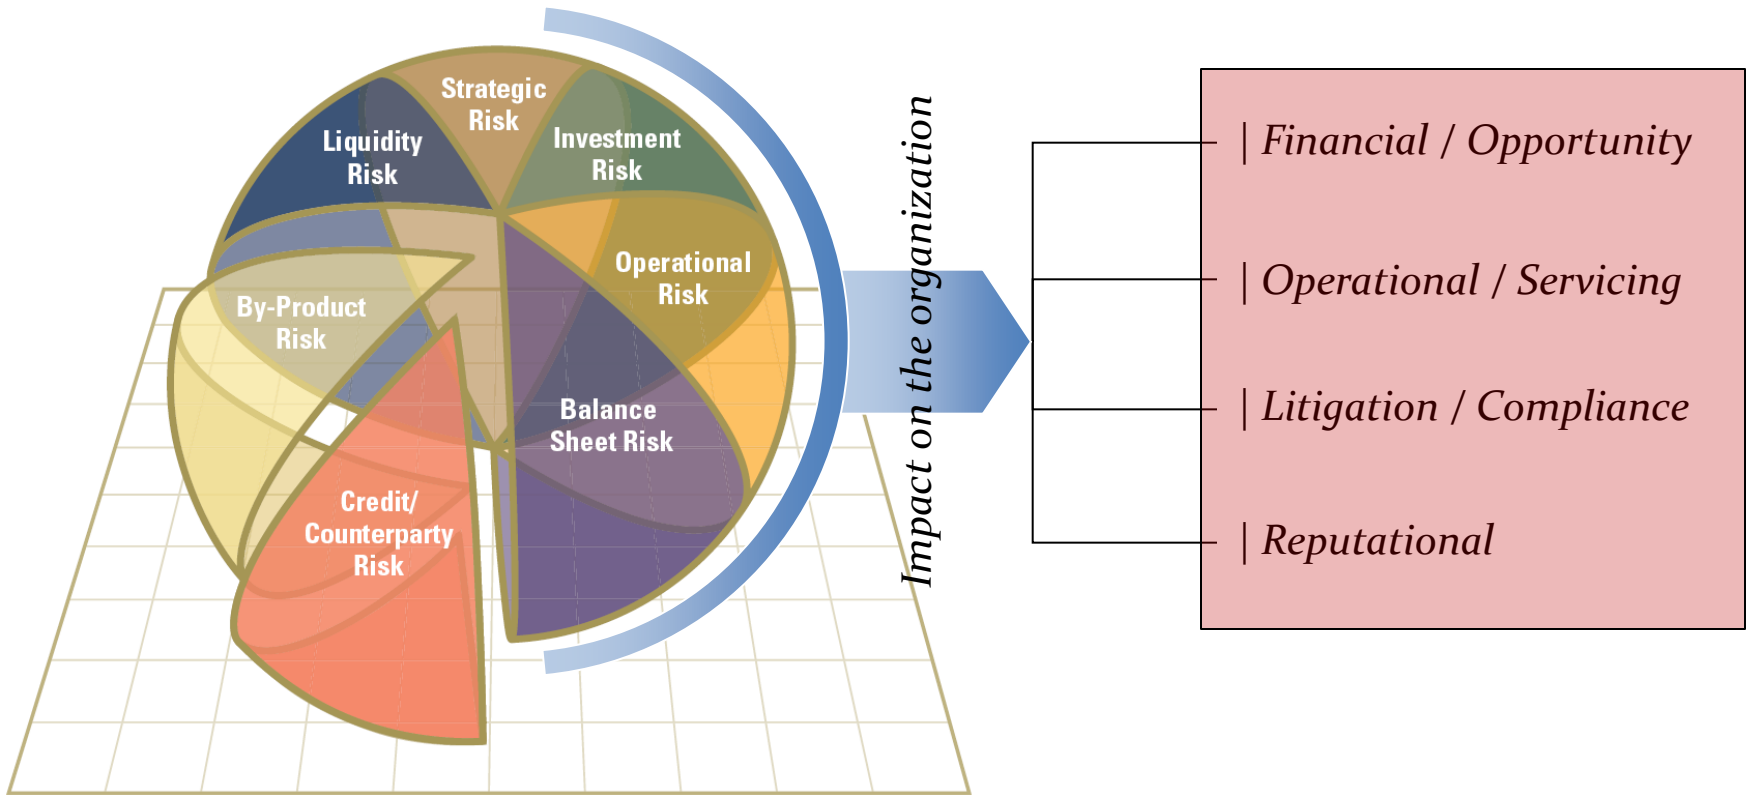 Strategic
Risk
Liquidity
Risk
Investment
Risk
Operational
Risk
By-Product
Risk
Balance
Sheet Risk
Credit/
Counterparty
Risk
Impact on the organization
| Financial / Opportunity
| Operational / Servicing
| Litigation / Compliance
| Reputational